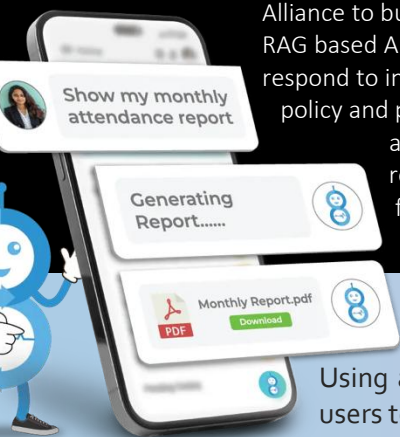 Alliance to bu
RAG based A
respond to in
policy and p
a
r
f
Show my monthly
attendance report
Generating
Report......
PDF
Monthly Report.pdf
Download
Using a
users t